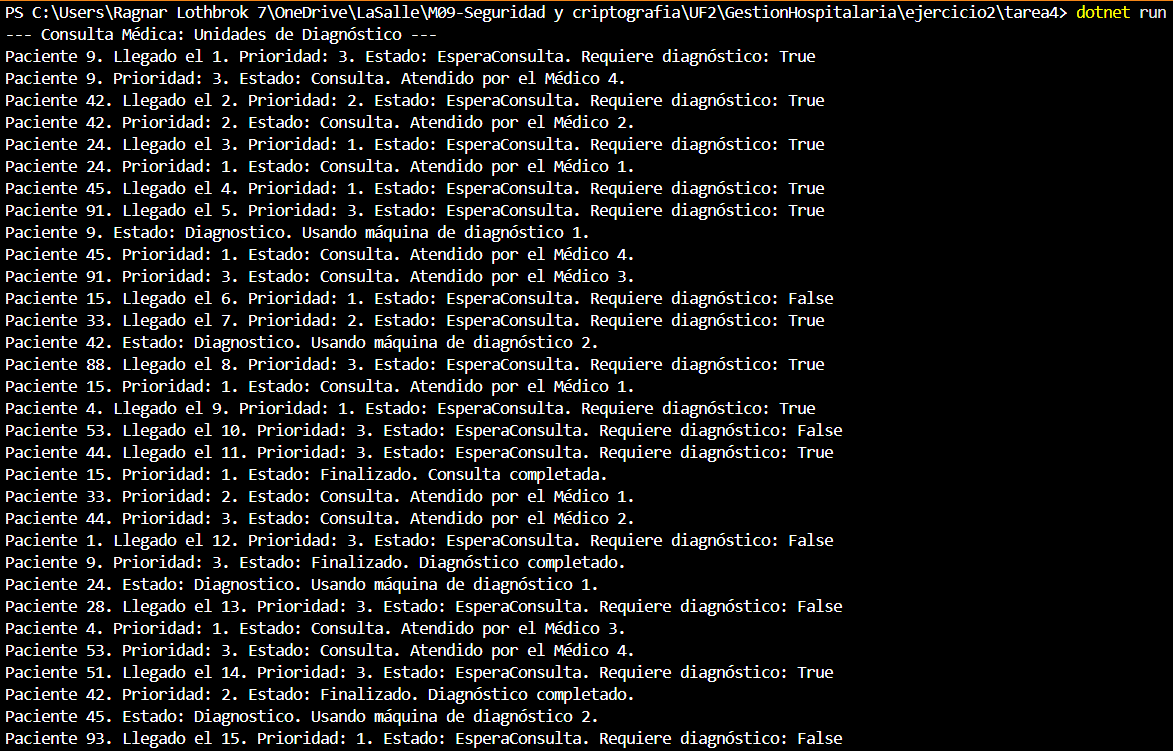 PS C:\Users\Ragnar Lothbrok 7\OneDrive\LaSalle\M09-Seguridad y criptografia\UF2\GestionHospitalaria\ejercicio2\tarea4> dotnet run
--- Consulta Médica: Unidades de Diagnóstico ---
Paciente 9. Llegado el 1. Prioridad: 3. Estado: EsperaConsulta. Requiere diagnóstico: True
Paciente 9. Prioridad: 3. Estado: Consulta. Atendido por el Médico 4.
Paciente 42. Llegado el 2. Prioridad: 2. Estado: EsperaConsulta. Requiere diagnóstico: True
Paciente 42. Prioridad: 2. Estado: Consulta. Atendido por el Médico 2.
Paciente 24. Llegado el 3. Prioridad: 1. Estado: EsperaConsulta. Requiere diagnóstico: True
Paciente 24. Prioridad: 1. Estado: Consulta. Atendido por el Médico 1.
Paciente 45. Llegado el 4. Prioridad: 1. Estado: EsperaConsulta. Requiere diagnóstico: True
Paciente 91. Llegado el 5. Prioridad: 3. Estado: EsperaConsulta. Requiere diagnóstico: True
Paciente 9. Estado: Diagnostico. Usando máquina de diagnóstico 1.
Paciente 45. Prioridad: 1. Estado: Consulta. Atendido por el Médico 4.
Paciente 91. Prioridad: 3. Estado: Consulta. Atendido por el Médico 3.
Paciente 15. Llegado el 6. Prioridad: 1. Estado: EsperaConsulta. Requiere diagnóstico: False
Paciente 33. Llegado el 7. Prioridad: 2. Estado: EsperaConsulta. Requiere diagnóstico: True
Paciente 42. Estado: Diagnostico. Usando máquina de diagnóstico 2.
Paciente 88. Llegado el 8. Prioridad: 3. Estado: EsperaConsulta. Requiere diagnóstico: True
Paciente 15. Prioridad: 1. Estado: Consulta. Atendido por el Médico 1.
Paciente 4. Llegado el 9. Prioridad: 1. Estado: EsperaConsulta. Requiere diagnóstico: True
Paciente 53. Llegado el 10. Prioridad: 3. Estado: EsperaConsulta. Requiere diagnóstico: False
Paciente 44. Llegado el 11. Prioridad: 3. Estado: EsperaConsulta. Requiere diagnóstico: True
Paciente 15. Prioridad: 1. Estado: Finalizado. Consulta completada.
Paciente 33. Prioridad: 2. Estado: Consulta. Atendido por el Médico 1.
Paciente 44. Prioridad: 3. Estado: Consulta. Atendido por el Médico 2.
Paciente 1. Llegado el 12. Prioridad: 3. Estado: EsperaConsulta. Requiere diagnóstico: False
Paciente 9. Prioridad: 3. Estado: Finalizado. Diagnóstico completado.
Paciente 24. Estado: Diagnostico. Usando máquina de diagnóstico 1.
Paciente 28. Llegado el 13. Prioridad: 3. Estado: EsperaConsulta. Requiere diagnóstico: False
Paciente 4. Prioridad: 1. Estado: Consulta. Atendido por el Médico 3.
Paciente 53. Prioridad: 3. Estado: Consulta. Atendido por el Médico 4.
Paciente 51. Llegado el 14. Prioridad: 3. Estado: EsperaConsulta. Requiere diagnóstico: True
Paciente 42. Prioridad: 2. Estado: Finalizado. Diagnóstico completado.
Paciente 45. Estado: Diagnostico. Usando máquina de diagnóstico 2.
Paciente 93. Llegado el 15. Prioridad: 1. Estado: EsperaConsulta. Requiere diagnóstico: False